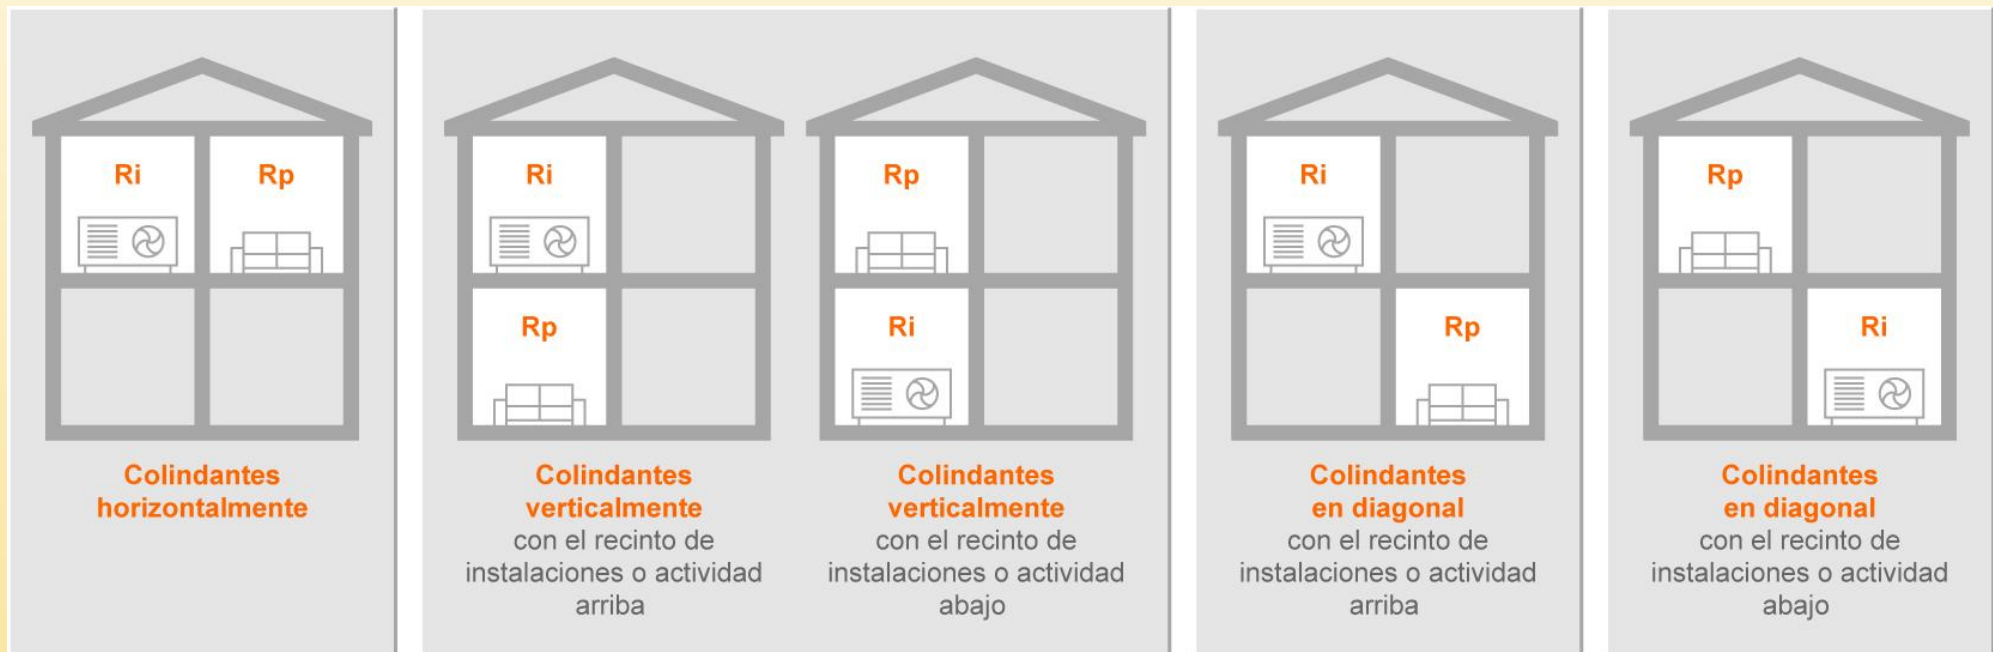 Ri Rp
Colindantes
horizontalmente
Ri
Rp
Colindantes
verticalmente
con el recinto de
instalaciones o actividad
arriba
Rp
Ri
Colindantes
verticalmente
con el recinto de
instalaciones o actividad
abajo
Ri
Rp
Colindantes
en diagonal
con el recinto de
instalaciones o actividad
arriba
Rp
Ri
Colindantes
en diagonal
con el recinto de
instalaciones o actividad
abajo